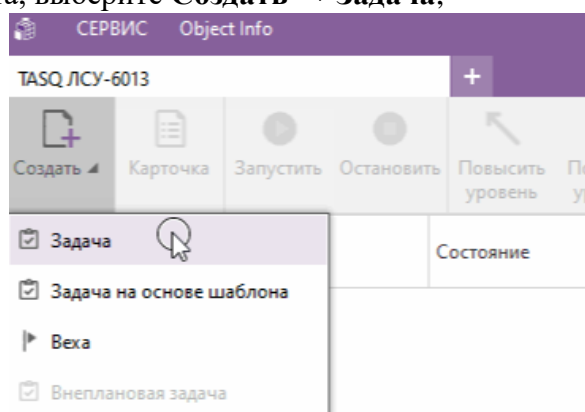 выберите Создать → Задача;
СЕРВИС Object Info
TASQ ЛСУ-6013 +
Создать Карточка Запустить Остановить Повысить
уровень
Задача
Состояние
Задача на основе шаблона
Веха
Внеплановая задача